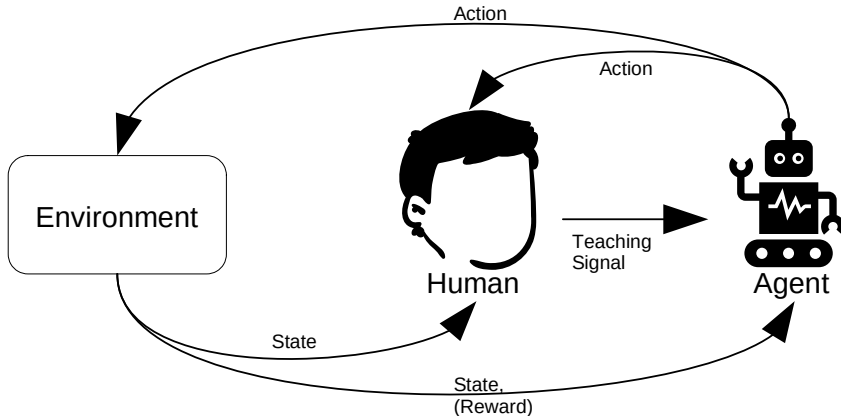 Action
Action
Environment
Teaching
Signal
Human
Agent
State
State,
(Reward)